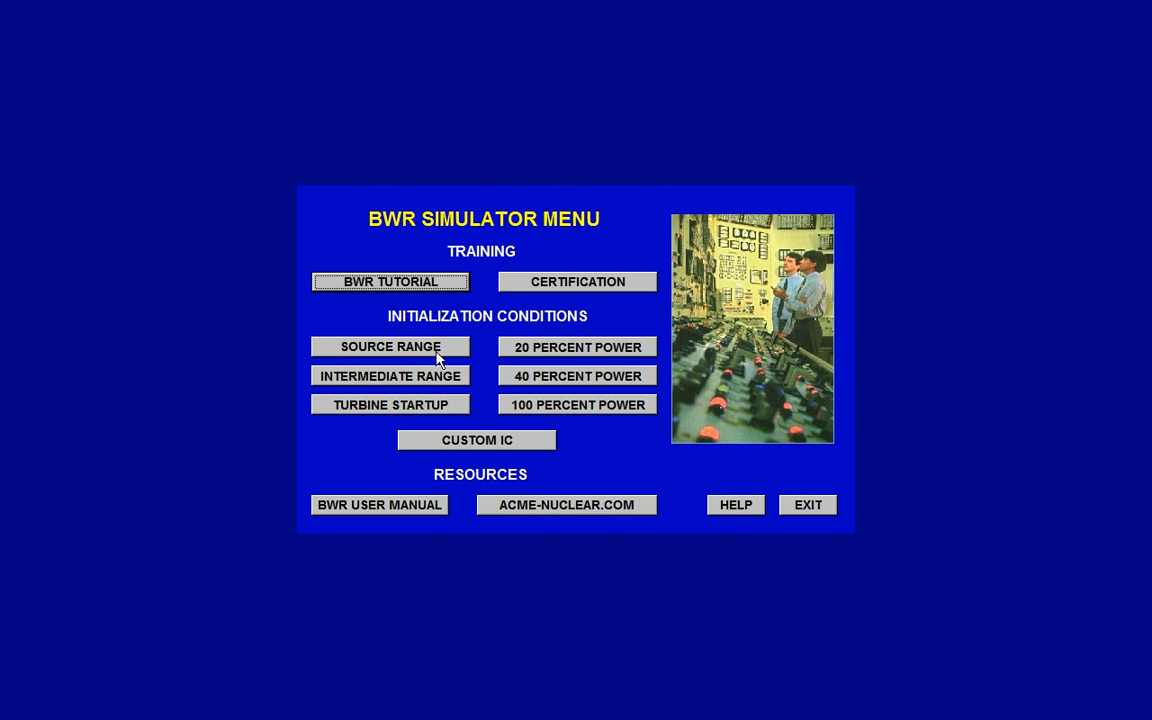 BWR SIMULATOR MENU
TRAINING
BWR TUTORIAL
CERTIFICATION
INITIALIZATION CONDITIONS
SOURCE RANGE
20 PERCENT POWER
INTERMEDIATE RANGE
40 PERCENT POWER
TURBINE STARTUP
100 PERCENT POWER
CUSTOM IC
RESOURCES
BWR USER MANUAL
ACME-NUCLEAR.COM
HELP
EXIT